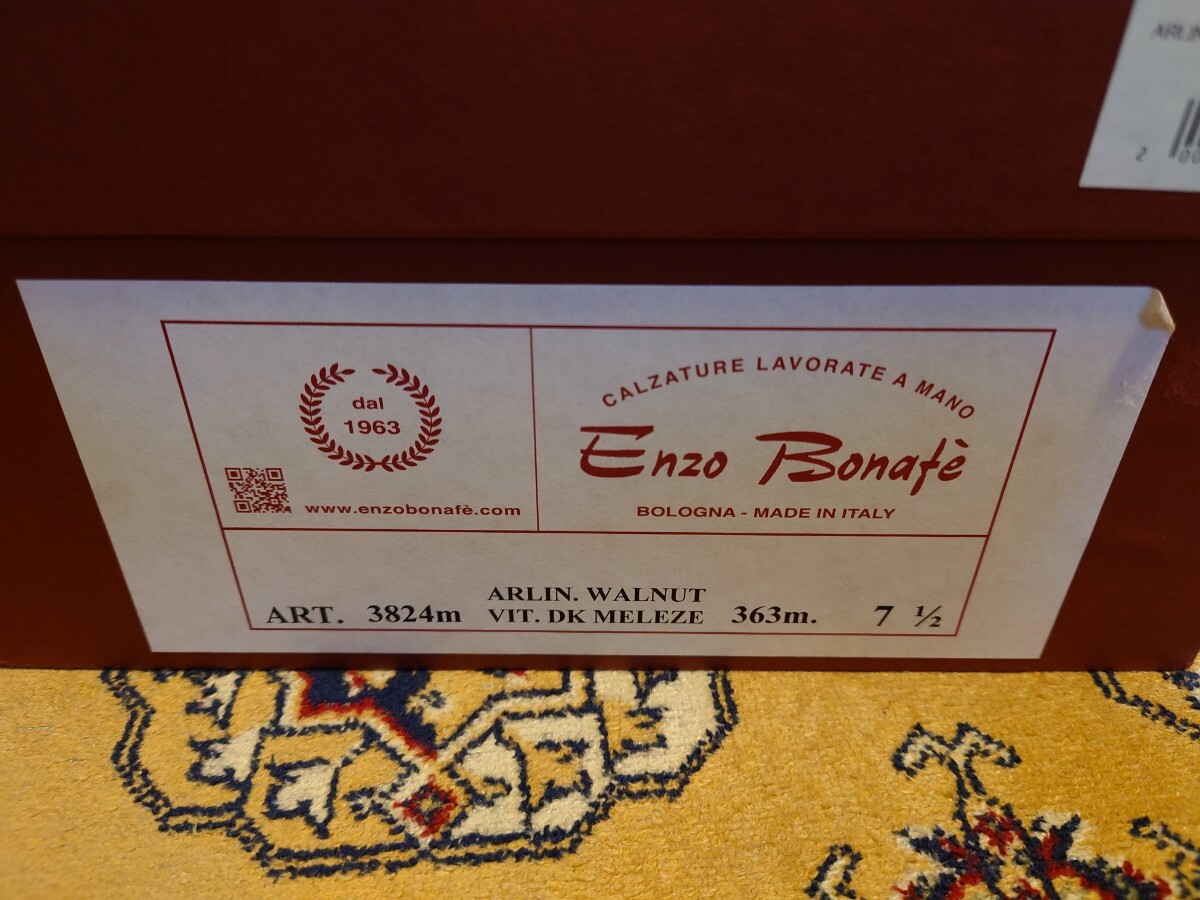 2
dal
1963
www.enzobonafè.com
CALZATURE LAVORATE A MANO
Enzo Bonafè
BOLOGNA - MADE IN ITALY
ARLIN. WALNUT
ART. 3824m VIT. DK MELEZE 363m. 7 ½